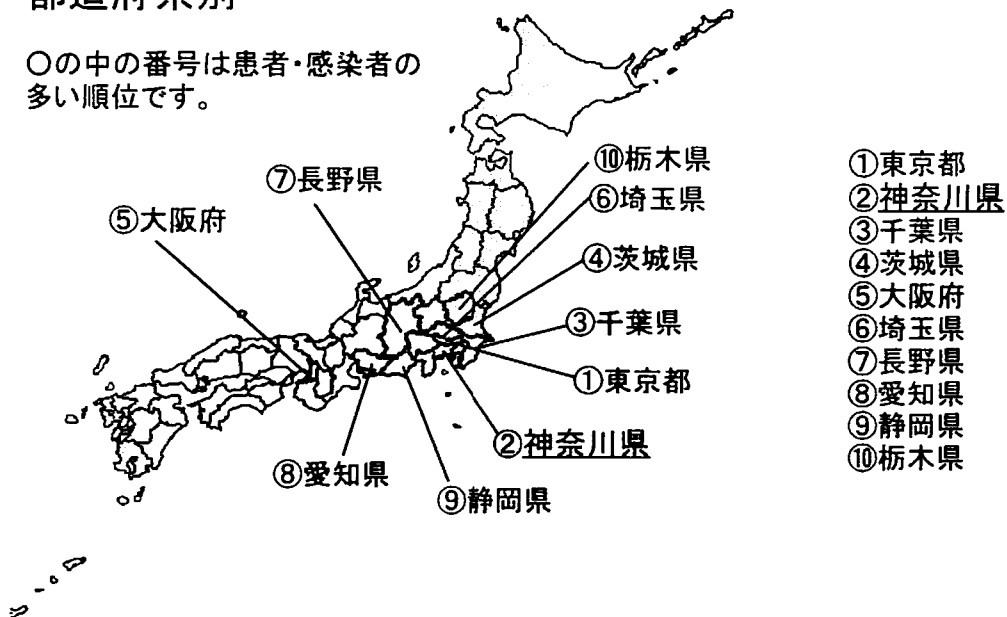 都道府県別
○の中の番号は患者・感染者の
多い順位です。
⑩栃木県
⑦長野県
⑥埼玉県
⑤大阪府
④茨城県
③千葉県
①東京都
②神奈川県
⑧愛知県
⑨静岡県
①東京都
②神奈川県
③千葉県
④茨城県
⑤大阪府
⑥埼玉県
⑦長野県
⑧愛知県
⑨静岡県
⑩栃木県